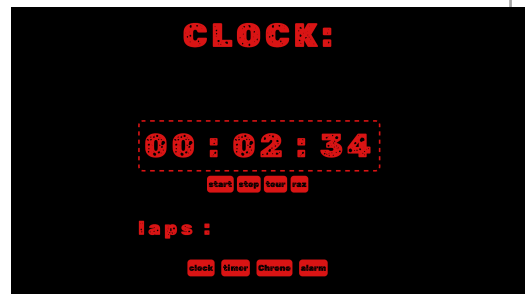 CLOCK:
00:02:34
start stop tour raz
laps :
clock timer Chrono alarm